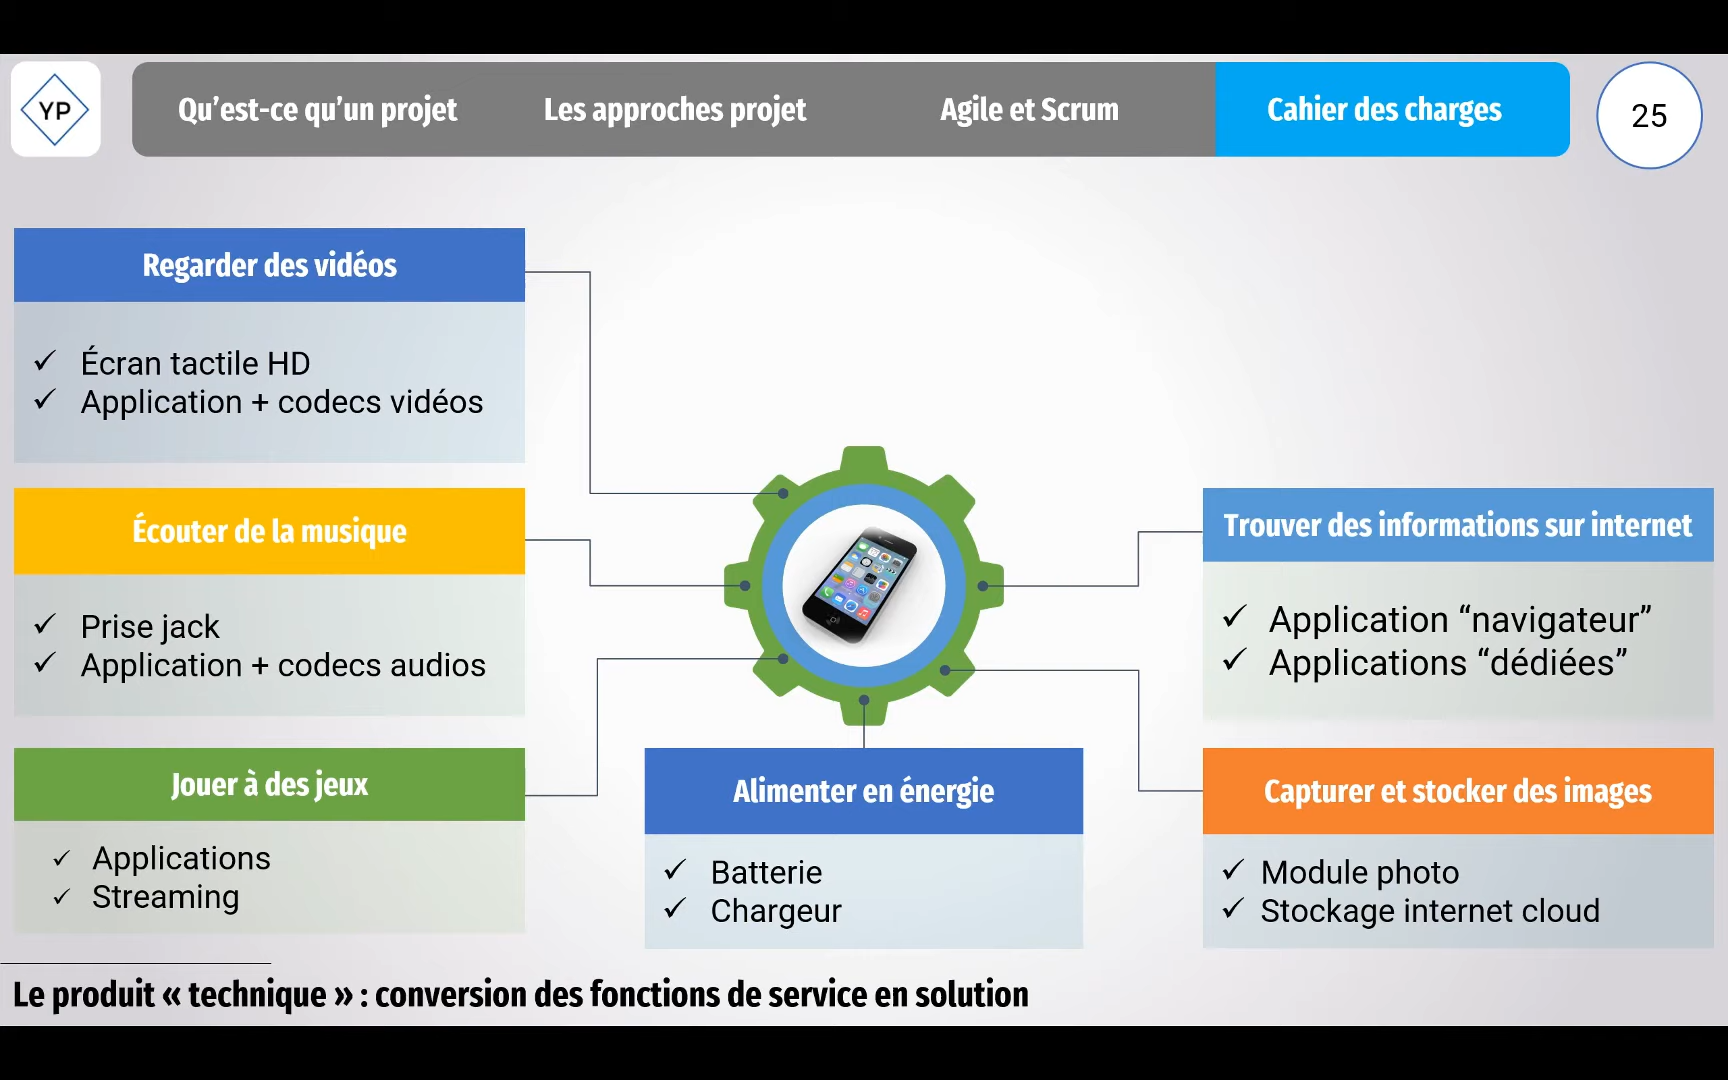 YP
Qu’est-ce qu’un projet
Les approches projet
Agile et Scrum
Cahier des charges
25
Regarder des vidéos
Écran tactile HD
Application + codecs vidéos
Écouter de la musique
Prise jack
Application + codecs audios
Jouer à des jeux
Applications
Streaming
Alimenter en énergie
Batterie
Chargeur
Trouver des informations sur internet
Application “navigateur”
Applications “dédiées”
Capturer et stocker des images
Module photo
Stockage internet cloud
Le produit « technique » : conversion des fonctions de service en solution